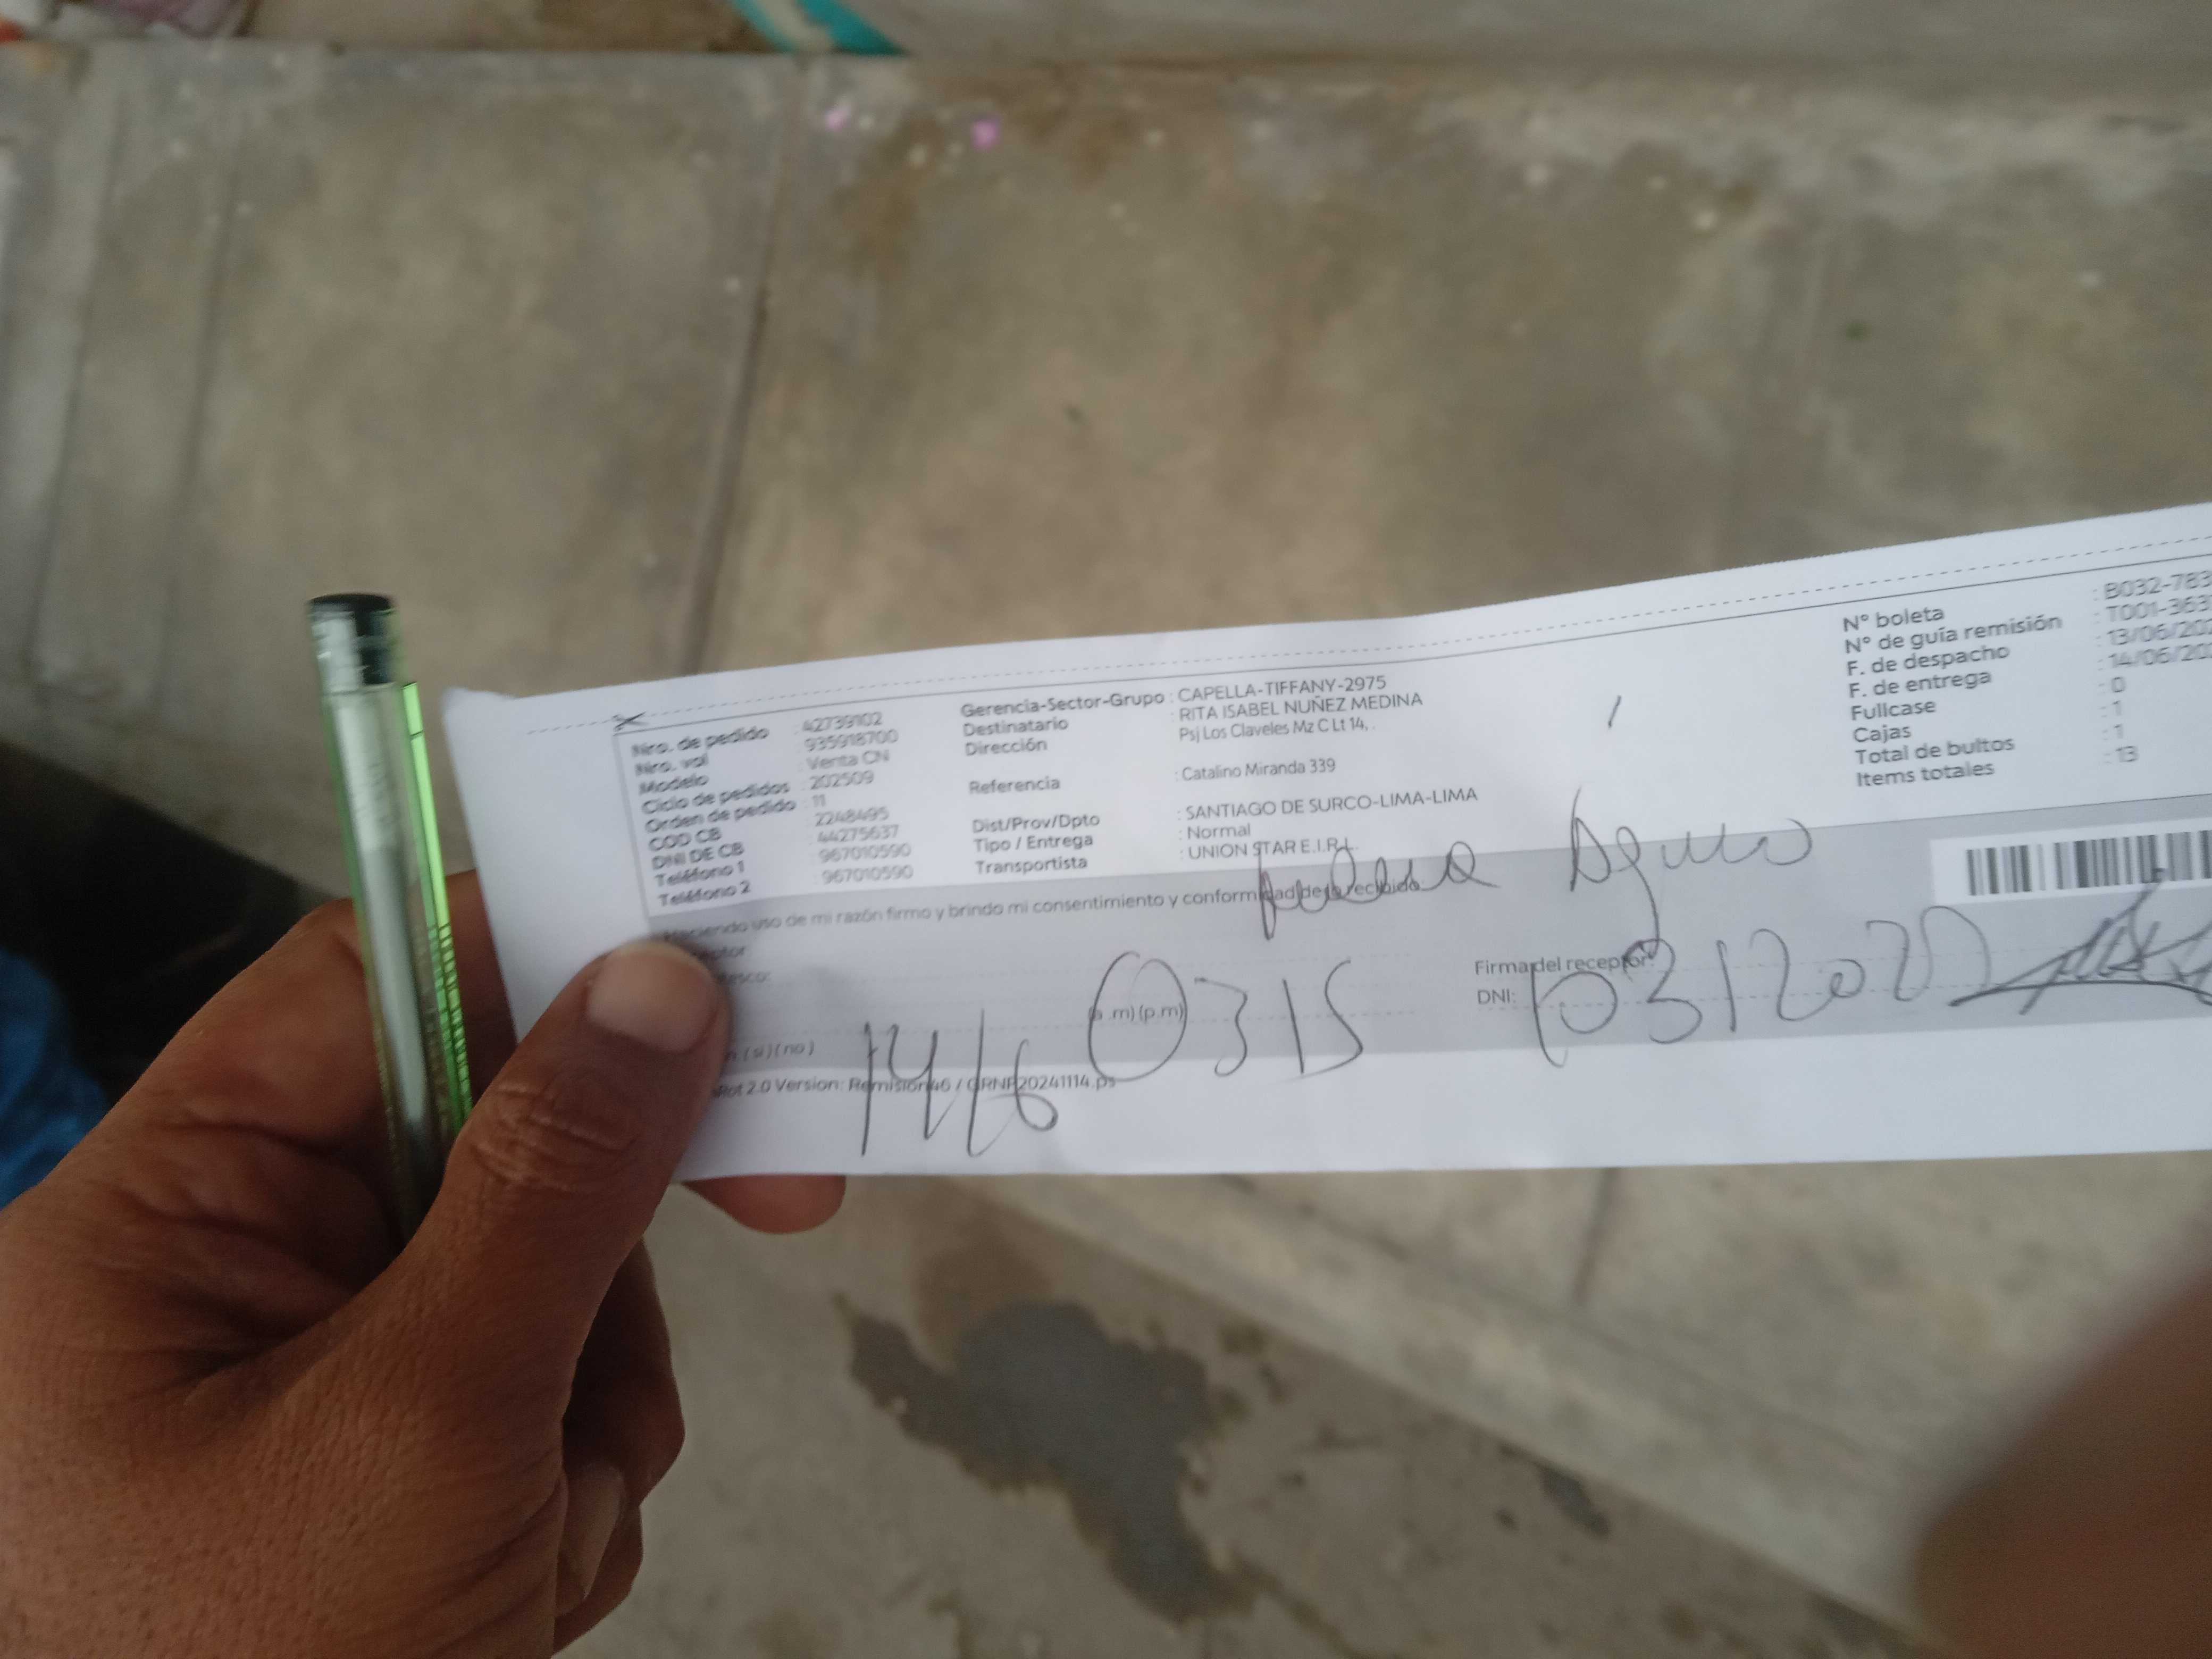 Nro. de pedido : 42739102
Nro. val : 935918700
Modelo : Venta CN
Ciclo de pedidos : 202509
Orden de pedido : 11
COD CB : 2248495
DNI DE CB : 44275637
Teléfono 1 : 967010590
Teléfono 2 : 967010590
Gerencia-Sector-Grupo : CAPELLA-TIFFANY-2975
Destinatario : RITA ISABEL NUÑEZ MEDINA
Dirección : Psj Los Claveles Mz C Lt 14, .
Referencia : Catalino Miranda 339
Dist/Prov/Dpto : SANTIAGO DE SURCO-LIMA-LIMA
Tipo / Entrega : Normal
Transportista : UNION STAR E.I.R.L.
N° boleta : B032-783
N° de guía remisión : T001-363
F. de despacho : 13/06/202
F. de entrega : 14/06/202
Fullcase : 0
Cajas : 1
Total de bultos : 1
Items totales : 13
Haciendo uso de mi razón firmo y brindo mi consentimiento y conformidad de lo recibido
(a.m) (p.m)
14/6 0315
Firma del receptor:
DNI:
(si) (no)
2.0 Version: Remisión46 / GRNP20241114.ps